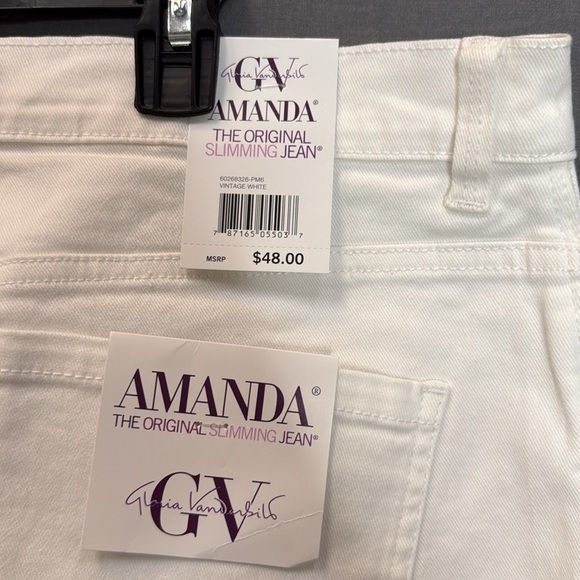 GV
Gloria Vanderbilt
AMANDA®
THE ORIGINAL
SLIMMING JEAN®
60268326-PM6
VINTAGE WHITE
7 87165 05503 7
MSRP $48.00
AMANDA®
THE ORIGINAL SLIMMING JEAN®
GV
Gloria Vanderbilt